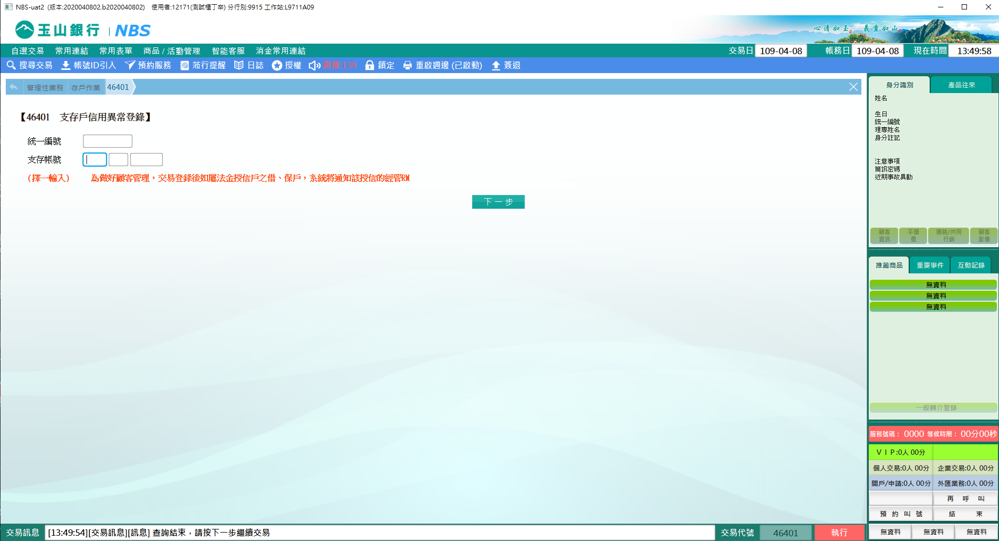 NBS-uat2 (版本:2020040802.b2020040802) 使用者:12171(測試櫃丁辛) 分行別:9915 工作站:L9711A09
玉山銀行 | NBS
心清如玉 義重如山
自選交易 常用連結 常用表單 商品 / 活動管理 智能客服 消金常用連結 交易日 109-04-08 帳務日 109-04-08 現在時間 13:49:58
搜尋交易 帳號ID引入 預約服務 蒞行提醒 日誌 授權 廣播:139 鎖定 重啟週邊 (已啟動) 簽退
管理性業務 存戶作業 46401
【46401 支存戶信用異常登錄】
統一編號
支存帳號
(擇一輸入) 為做好顧客管理，交易登錄後如屬法金授信戶之借、保戶，系統將通知該授信的經管RM
下一步
身分識別 產品往來
姓名
生日
統一編號
理專姓名
身分註記
注意事項
簡訊密碼
近期事故異動
顧客資訊 手續費 通路/共同行銷 顧客影像
推薦商品 重要事件 互動記錄
無資料
無資料
無資料
一般轉介登錄
服務號碼： 0000 等候時間： 00分00秒
ＶＩＰ:0人 00分
個人交易:0人 00分 企業交易:0人 00分
開戶/申請:0人 00分 外匯業務:0人 00分
再 呼 叫
預 約 叫 號 結 束
交易訊息 [13:49:54][交易訊息][訊息] 查詢結束，請按下一步繼續交易 交易代號 46401 執行 無資料 無資料 無資料